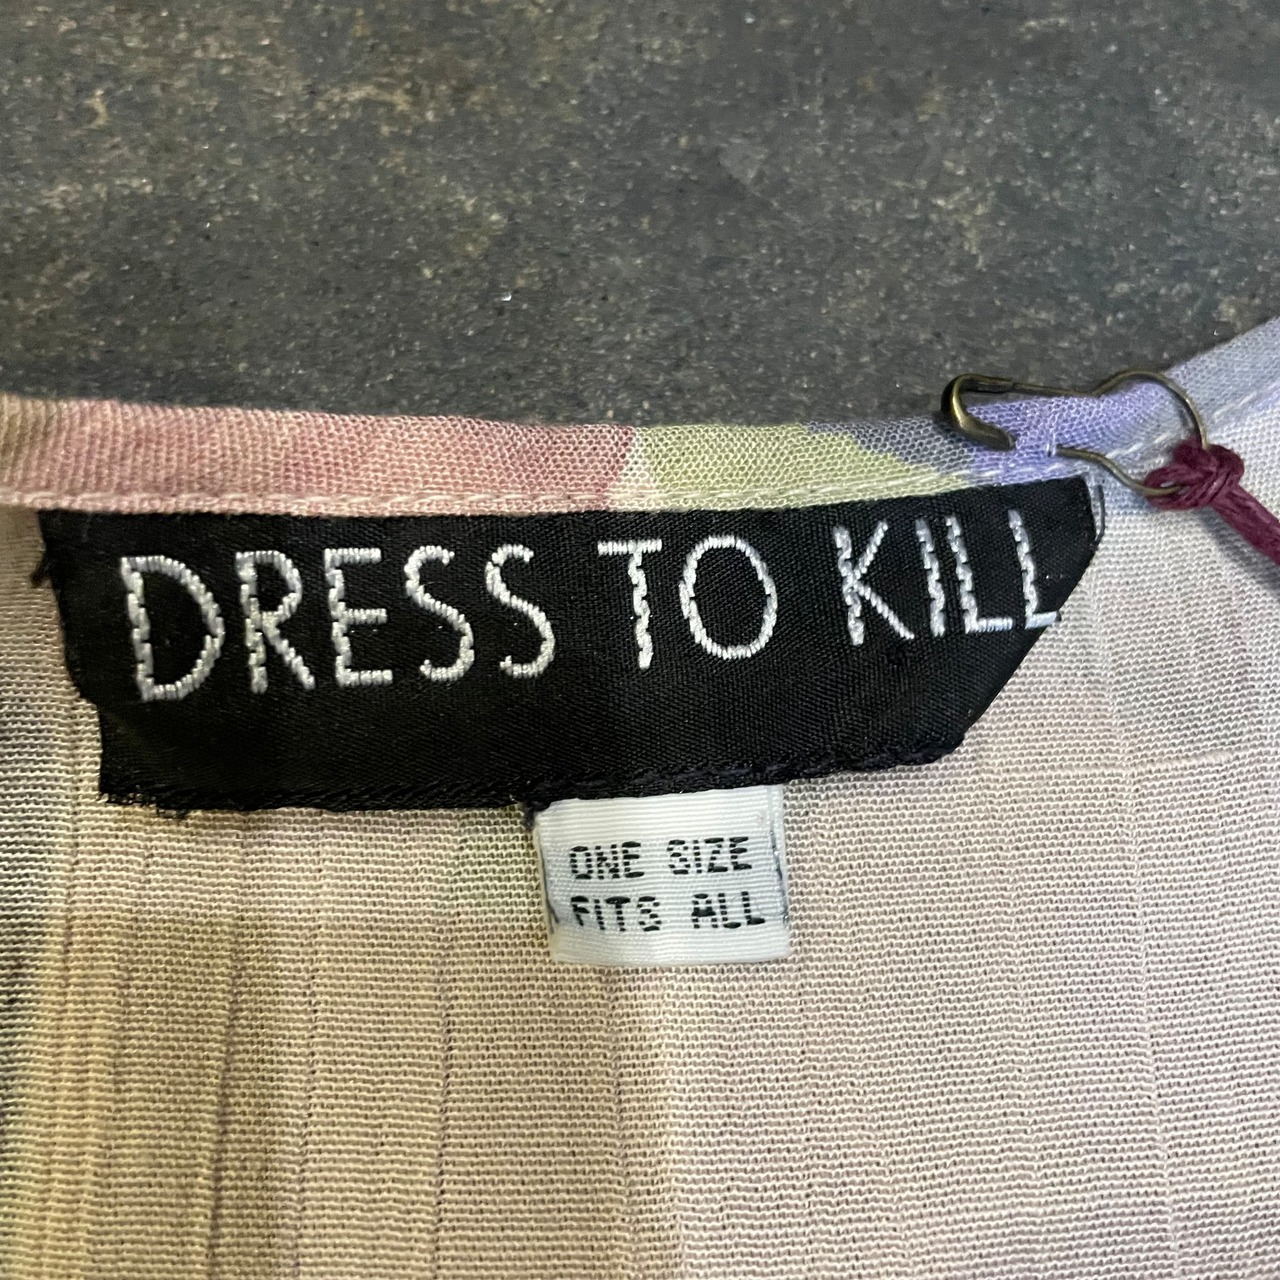 DRESS TO KILL
ONE SIZE
FITS ALL